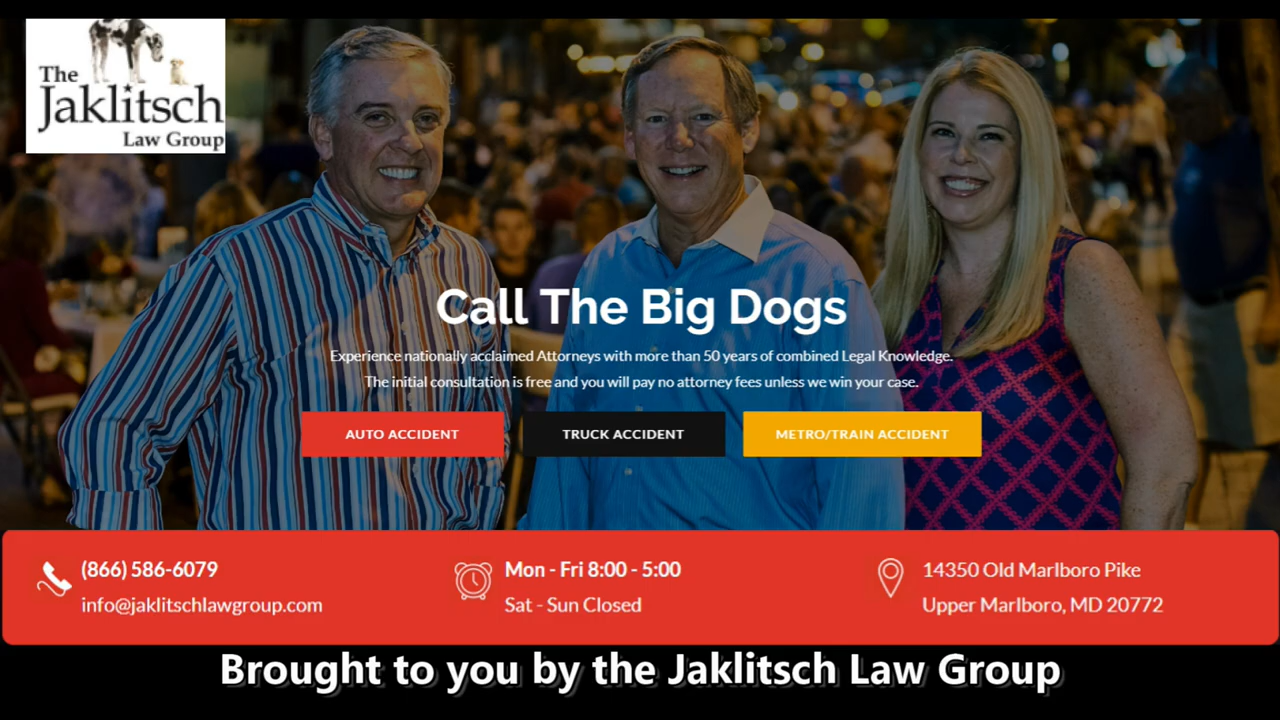 The
Jaklitsch
Law Group
Call The Big Dogs
Experience nationally acclaimed Attorneys with more than 50 years of combined Legal Knowledge.
The initial consultation is free and you will pay no attorney fees unless we win your case.
AUTO ACCIDENT
TRUCK ACCIDENT
METRO/TRAIN ACCIDENT
(866) 586-6079
info@jaklitschlawgroup.com
Mon - Fri 8:00 - 5:00
Sat - Sun Closed
14350 Old Marlboro Pike
Upper Marlboro, MD 20772
Brought to you by the Jaklitsch Law Group